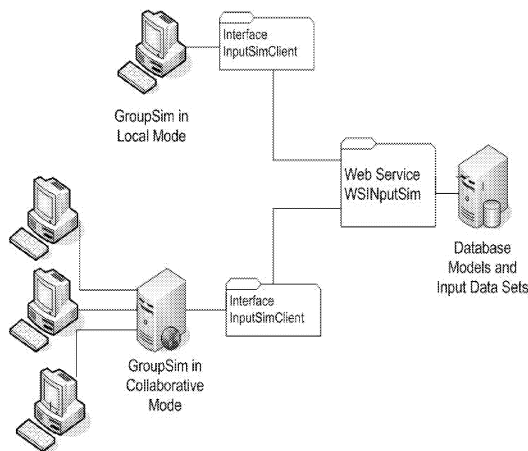 Interface
InputSimClient
GroupSim in
Local Mode
Web Service
WSINputSim
Database
Models and
Input Data Sets
Interface
InputSimClient
GroupSim in
Collaborative
Mode